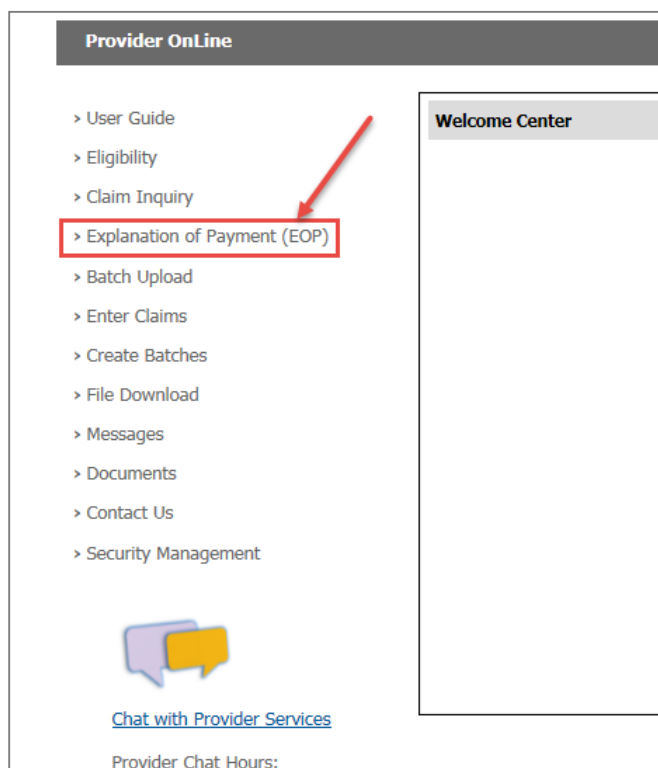 Provider OnLine
> User Guide
> Eligibility
> Claim Inquiry
> Explanation of Payment (EOP)
> Batch Upload
> Enter Claims
> Create Batches
> File Download
> Messages
> Documents
> Contact Us
> Security Management
Chat with Provider Services
Provider Chat Hours:
Welcome Center